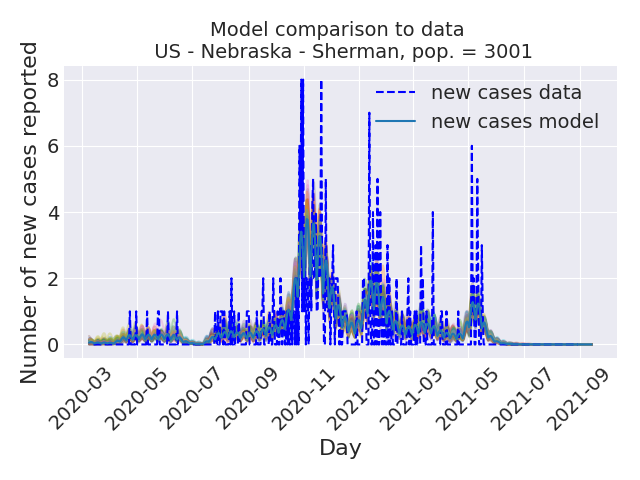 Model comparison to data
US - Nebraska - Sherman, pop. = 3001
Number of new cases reported
8
6
4
2
0
new cases data
new cases model
2020-03
2020-05
2020-07
2020-09
2020-11
2021-01
2021-03
2021-05
2021-07
2021-09
Day